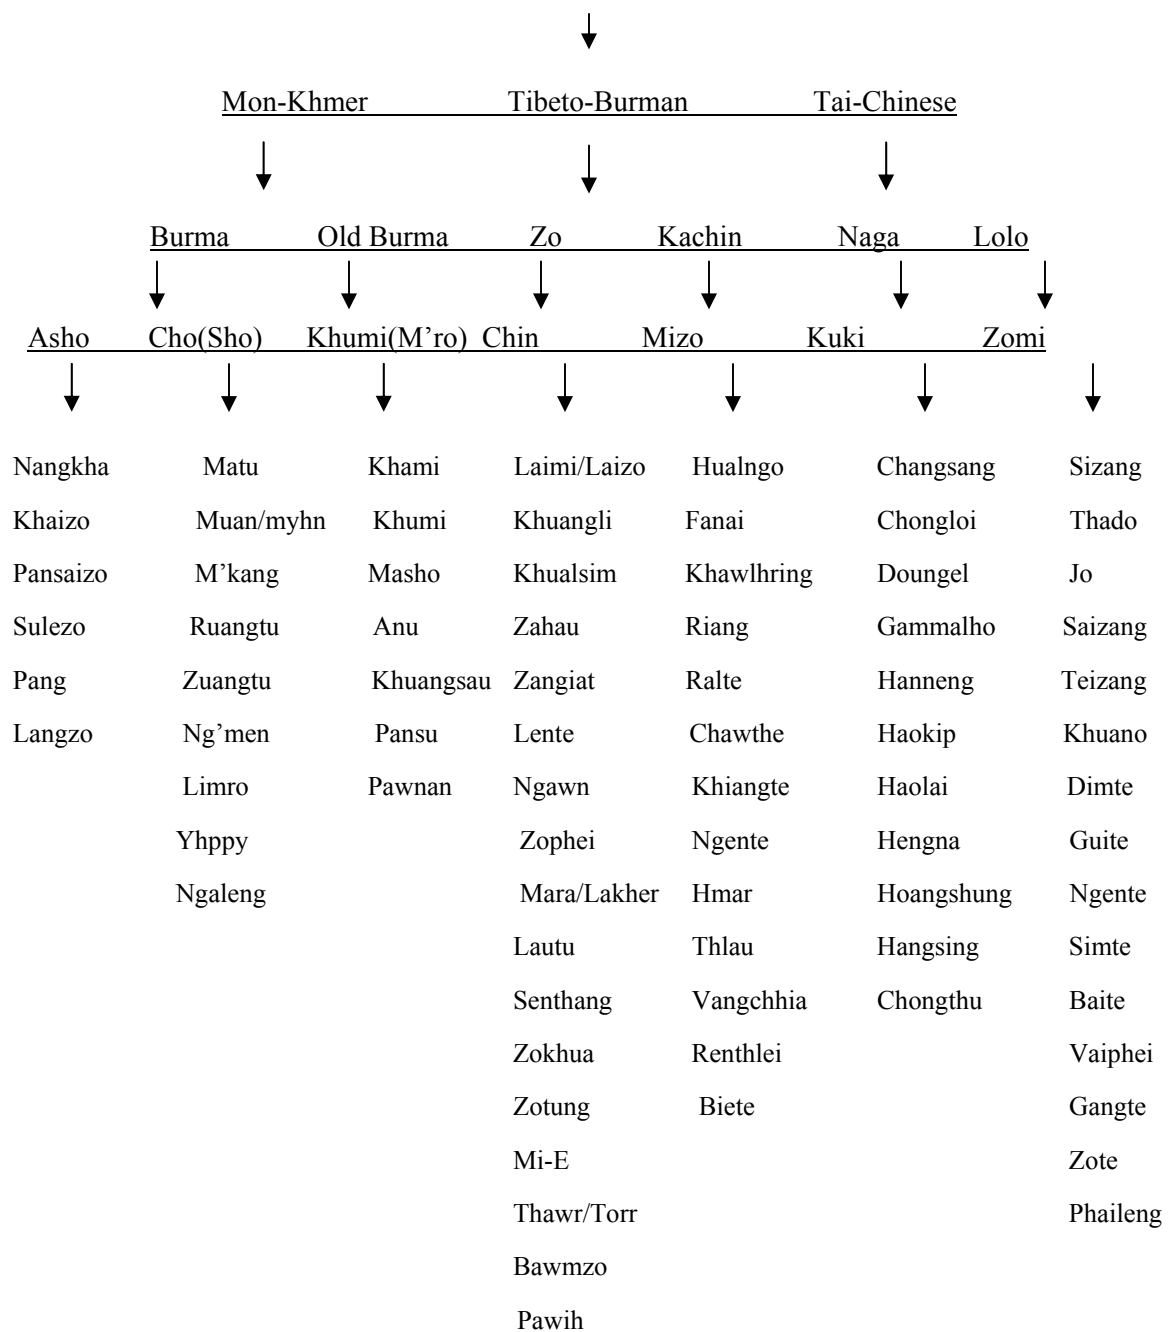 Mon-Khmer Tibeto-Burman Tai-Chinese
Burma Old Burma Zo Kachin Naga Lolo
Asho Cho(Sho) Khumi(M’ro) Chin Mizo Kuki Zomi
Nangkha Matu Khami Laimi/Laizo Hualngo Changsang Sizang
Khaizo Muan/myhn Khumi Khuangli Fanai Chongloi Thado
Pansaizo M’kang Masho Khualsim Khawlhring Doungel Jo
Sulezo Ruangtu Anu Zahau Riang Gammalho Saizang
Pang Zuangtu Khuangsau Zangiat Ralte Hanneng Teizang
Langzo Ng’men Pansu Lente Chawthe Haokip Khuano
Limro Pawnan Ngawn Khiangte Haolai Dimte
Yhppy Zophei Ngente Hengna Guite
Ngaleng Mara/Lakher Hmar Hoangshung Ngente
Lautu Thlau Hangsing Simte
Senthang Vangchhia Chongthu Baite
Zokhua Renthlei Vaiphei
Zotung Biete Gangte
Mi-E Zote
Thawr/Torr Phaileng
Bawmzo
Pawih